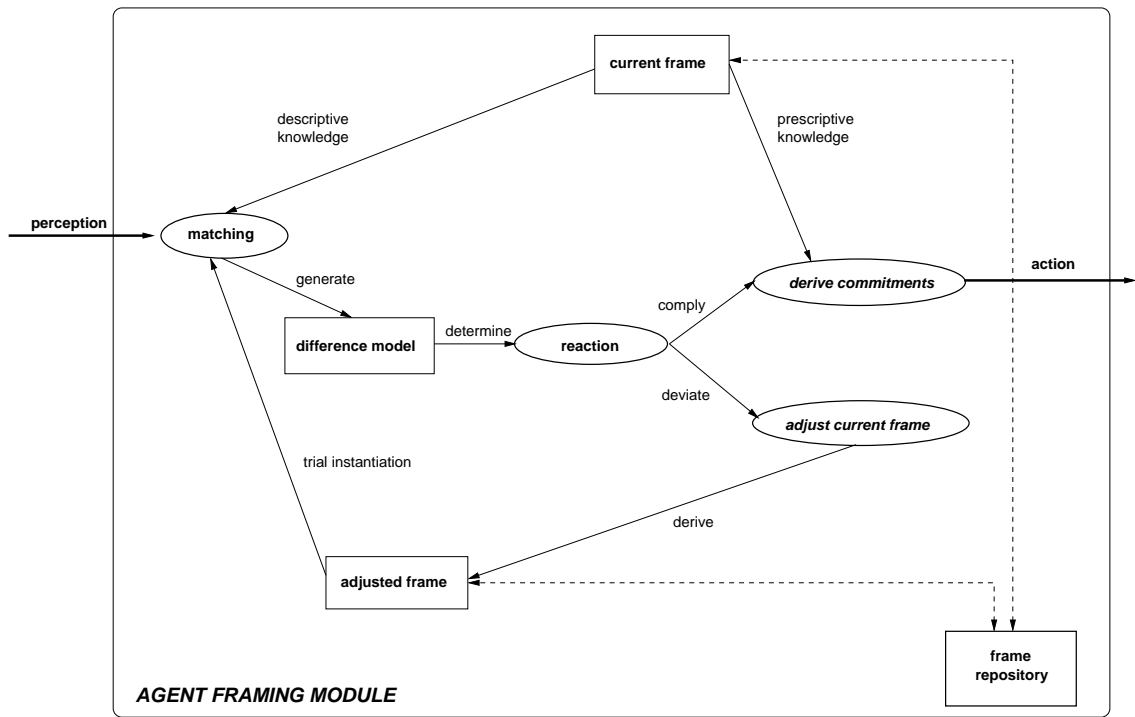 current frame
descriptive
knowledge
prescriptive
knowledge
perception
matching
action
generate
derive commitments
comply
determine
difference model
reaction
deviate
adjust current frame
trial instantiation
derive
adjusted frame
frame
repository
AGENT FRAMING MODULE